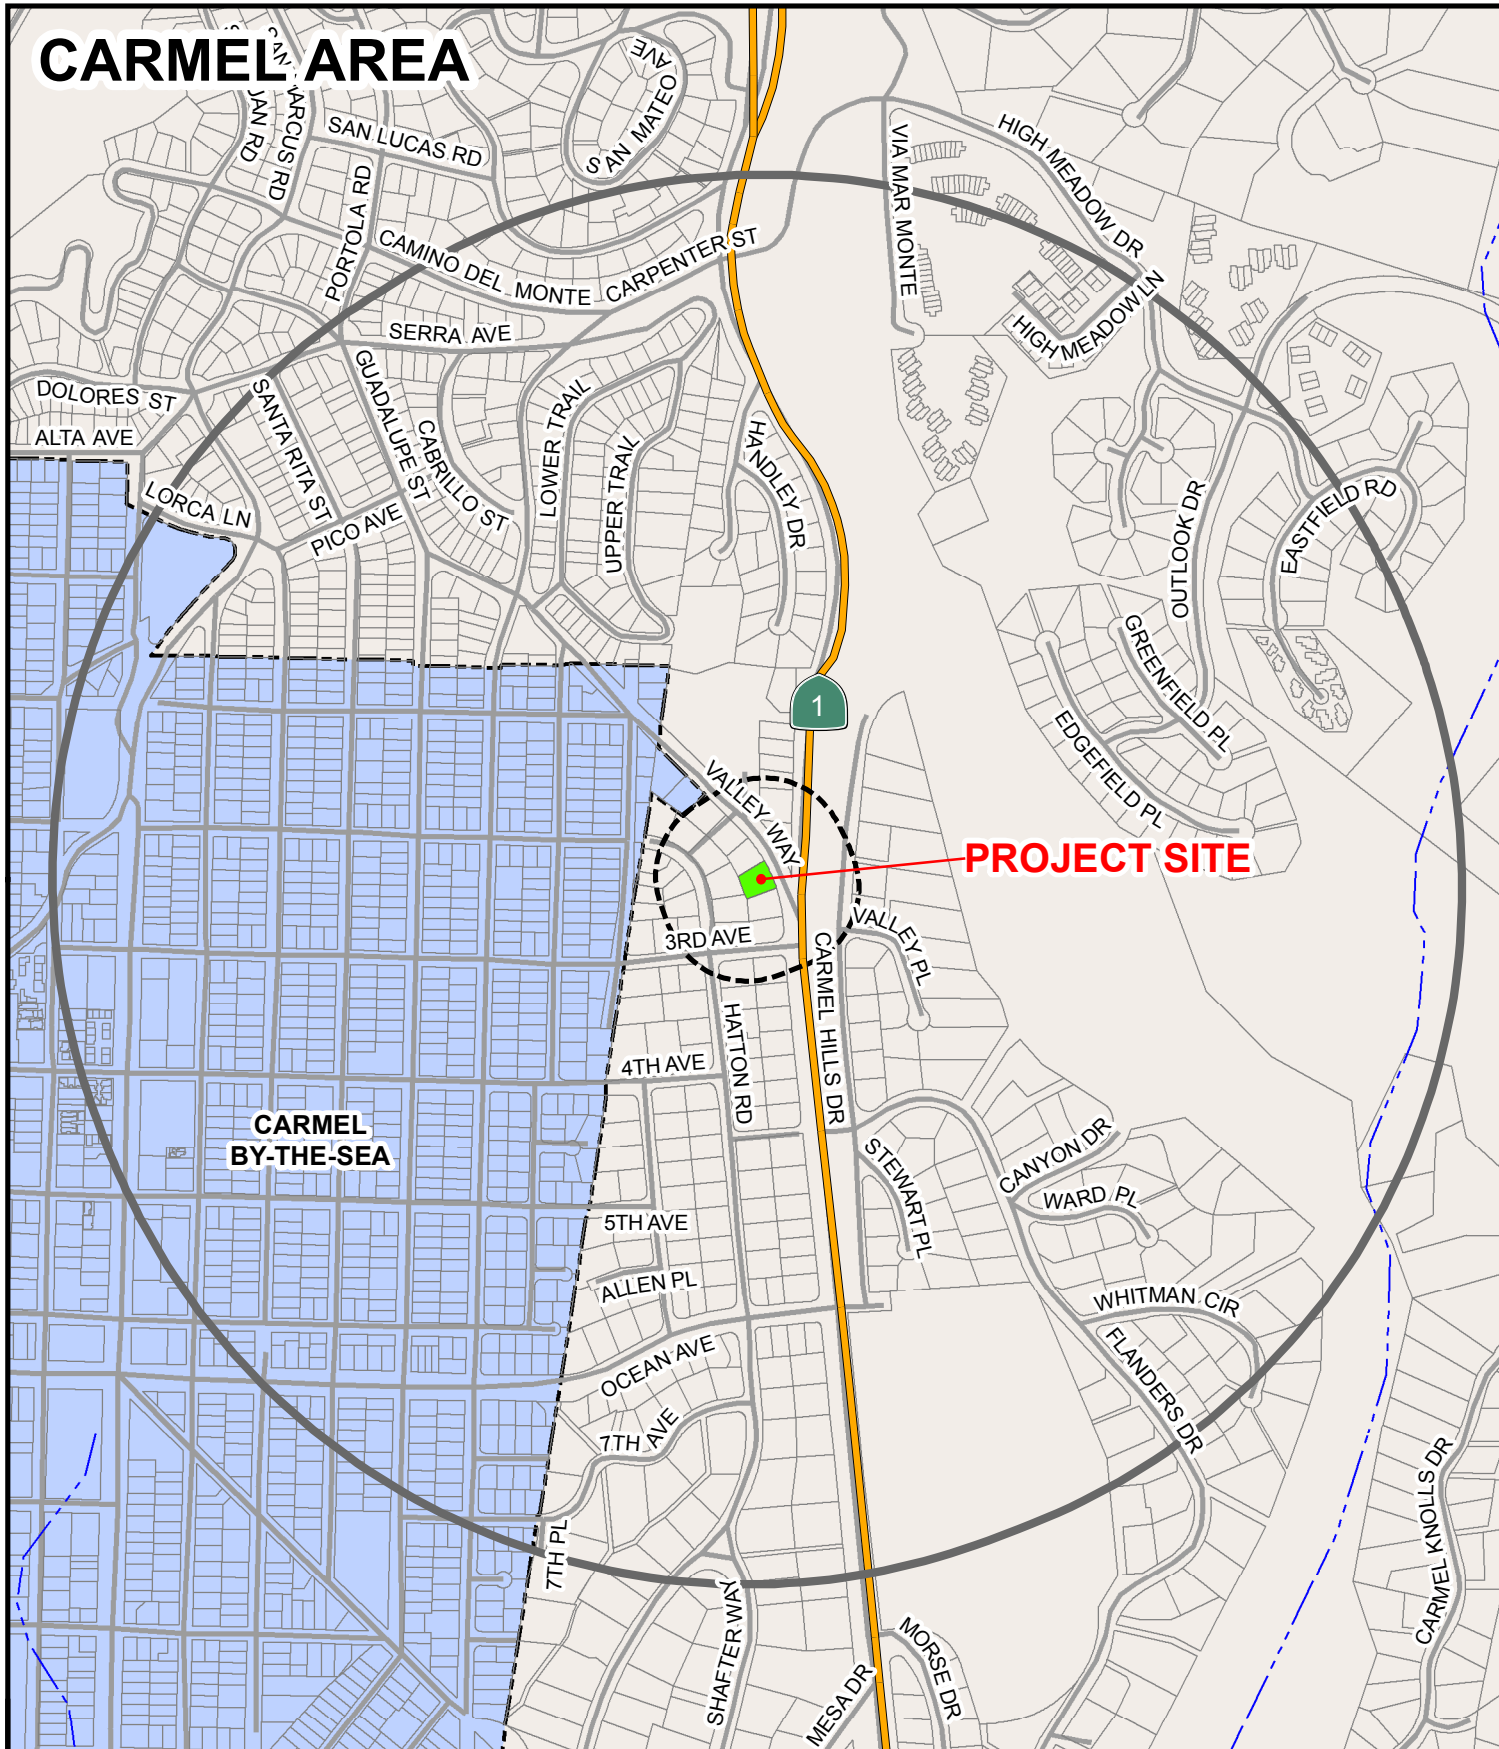 CARMEL AREA
SAN MATEO AVE
SAN MARCUS RD
JUAN RD
SAN LUCAS RD
PORTOLA RD
VIA MAR MONTE
HIGH MEADOW DR
CAMINO DEL MONTE
CARPENTER ST
HIGH MEADOW LN
SERRA AVE
DOLORES ST
SANTA RITA ST
GUADALUPE ST
CABRILLO ST
LOWER TRAIL
UPPER TRAIL
HANDLEY DR
ALTA AVE
LORCA LN
PICO AVE
OUTLOOK DR
EASTFIELD RD
GREENFIELD PL
EDGEFIELD PL
1
VALLEY WAY
PROJECT SITE
3RD AVE
VALLEY PL
CARMEL HILLS DR
HATTON RD
4TH AVE
CARMEL
BY-THE-SEA
STEWART PL
CANYON DR
WARD PL
5TH AVE
ALLEN PL
WHITMAN CIR
FLANDERS DR
OCEAN AVE
7TH AVE
7TH PL
SHAFTER WAY
MESA DR
MORSE DR
CARMEL KNOLLS DR